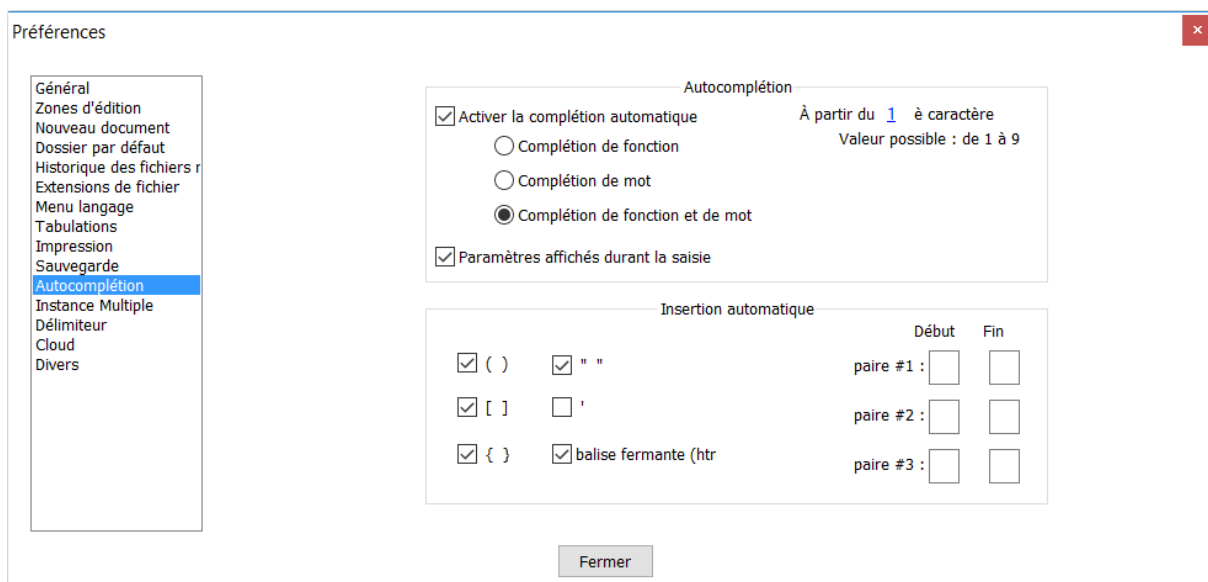 Préférences
×
Général
Zones d'édition
Nouveau document
Dossier par défaut
Historique des fichiers r
Extensions de fichier
Menu langage
Tabulations
Impression
Sauvegarde
Autocomplétion
Instance Multiple
Délimiteur
Cloud
Divers
Autocomplétion
Activer la complétion automatique
À partir du 1 è caractère
Valeur possible : de 1 à 9
Complétion de fonction
Complétion de mot
Complétion de fonction et de mot
Paramètres affichés durant la saisie
Insertion automatique
Début Fin
( ) " " paire #1 :
[ ] ' paire #2 :
{ } balise fermante (htr paire #3 :
Fermer